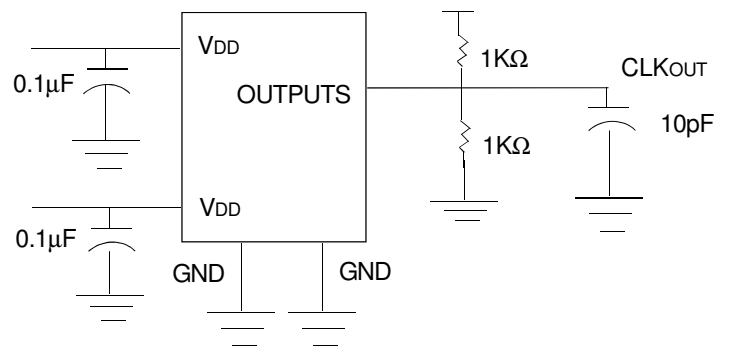 VDD
0.1µF
OUTPUTS
1KΩ
CLKOUT
10pF
1KΩ
VDD
0.1µF
GND
GND